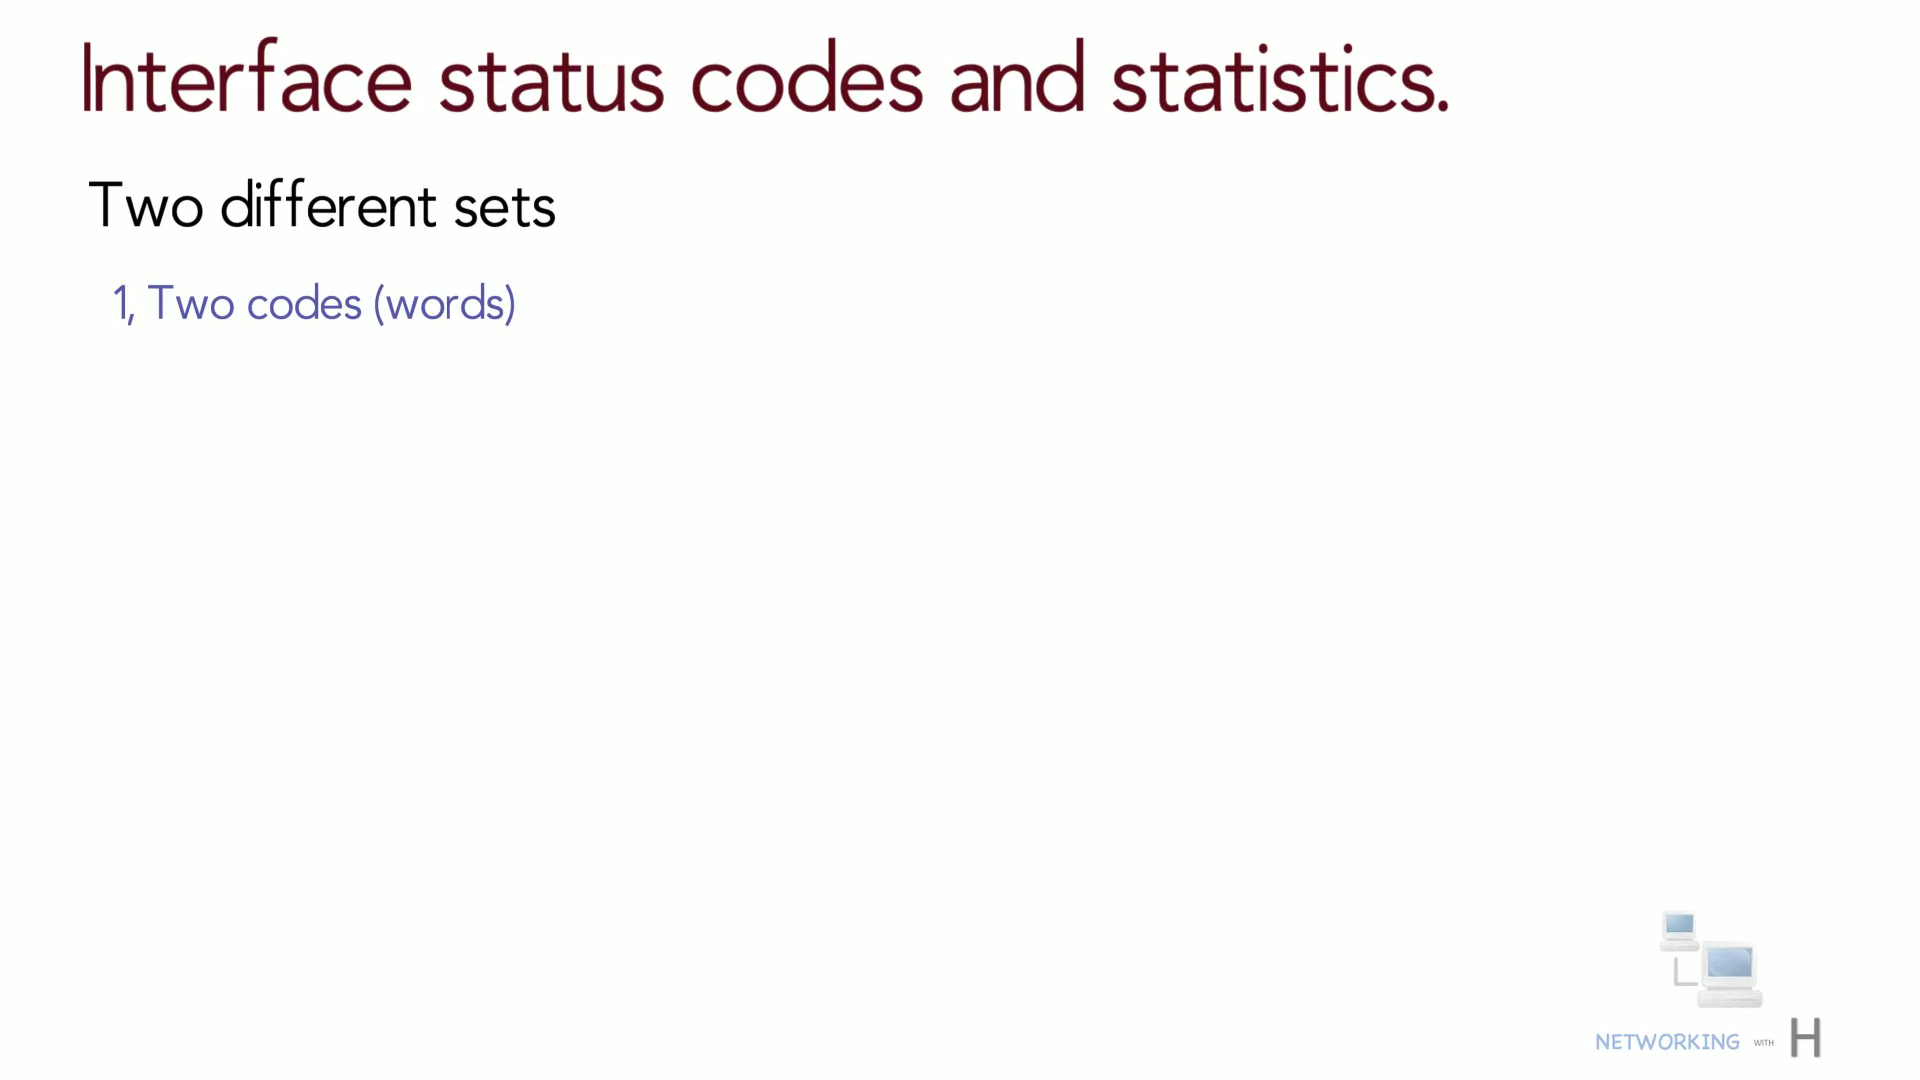 Interface status codes and statistics.
Two different sets
1, Two codes (words)
NETWORKING WITH H